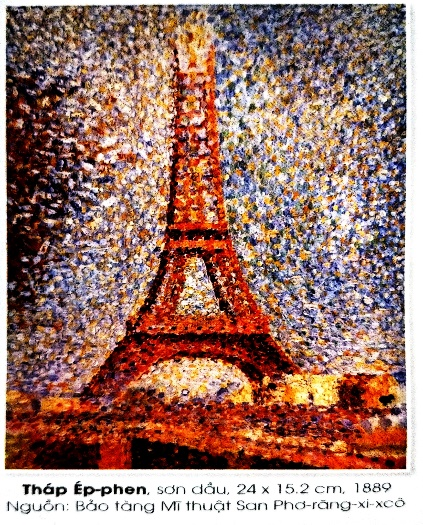 Tháp Ép-phen, sơn dầu, 24 x 15.2 cm, 1889
Nguồn: Bảo tàng Mĩ thuật San Phơ-răng-xi-xcô